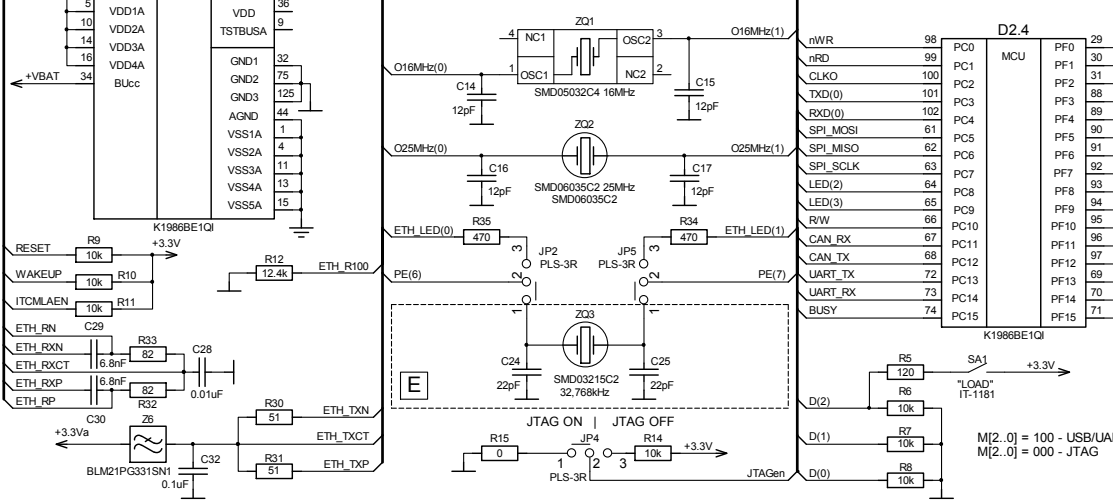 5 VDD1A
10 VDD2A
14 VDD3A
16 VDD4A
+VBAT 34 BUcc
VDD 36
TSTBUSA 9
GND1 32
GND2 75
GND3 125
AGND 44
VSS1A 1
VSS2A 4
VSS3A 11
VSS4A 13
VSS5A 15
K1986BE1QI
RESET R9 10k +3.3V
WAKEUP 10k R10
ITCMLAEN 10k R11
ETH_RN C29
ETH_RXN 6.8nF R33 82
ETH_RXCT C28 0.01uF
ETH_RXP 6.8nF 82
ETH_RP C30 R32
+3.3Va Z6
BLM21PG331SN1
C32 0.1uF
R30 51 ETH_TXN
ETH_TXCT
R31 51 ETH_TXP
R12 12.4k ETH_R100
ZQ1
4 NC1 OSC2 3 O16MHz(1)
O16MHz(0) 1 OSC1 NC2 2
SMD05032C4 16MHz
C14 12pF
C15 12pF
ZQ2
O25MHz(0) O25MHz(1)
C16 12pF
C17 12pF
SMD06035C2 25MHz
SMD06035C2
ETH_LED(0) R35 470
R34 470 ETH_LED(1)
JP2 PLS-3R
JP5 PLS-3R
3 3
PE(6) 2 2 PE(7)
1 1
ZQ3
C24 22pF
C25 22pF
SMD03215C2
32,768kHz
E
JTAG ON | JTAG OFF
R15 0 JP4 R14 10k +3.3V
1 2 3
PLS-3R
JTAGen
D2.4
MCU
nWR 98 PC0 PF0 29
nRD 99 PC1 PF1 30
CLKO 100 PC2 PF2 31
TXD(0) 101 PC3 PF3 88
RXD(0) 102 PC4 PF4 89
SPI_MOSI 61 PC5 PF5 90
SPI_MISO 62 PC6 PF6 91
SPI_SCLK 63 PC7 PF7 92
LED(2) 64 PC8 PF8 93
LED(3) 65 PC9 PF9 94
R/W 66 PC10 PF10 95
CAN_RX 67 PC11 PF11 96
CAN_TX 68 PC12 PF12 97
UART_TX 72 PC13 PF13 69
UART_RX 73 PC14 PF14 70
BUSY 74 PC15 PF15 71
K1986BE1QI
R5 120 SA1 +3.3V
"LOAD"
IT-1181
D(2) R6 10k
D(1) R7 10k
D(0) R8 10k
M[2..0] = 100 - USB/UA
M[2..0] = 000 - JTAG